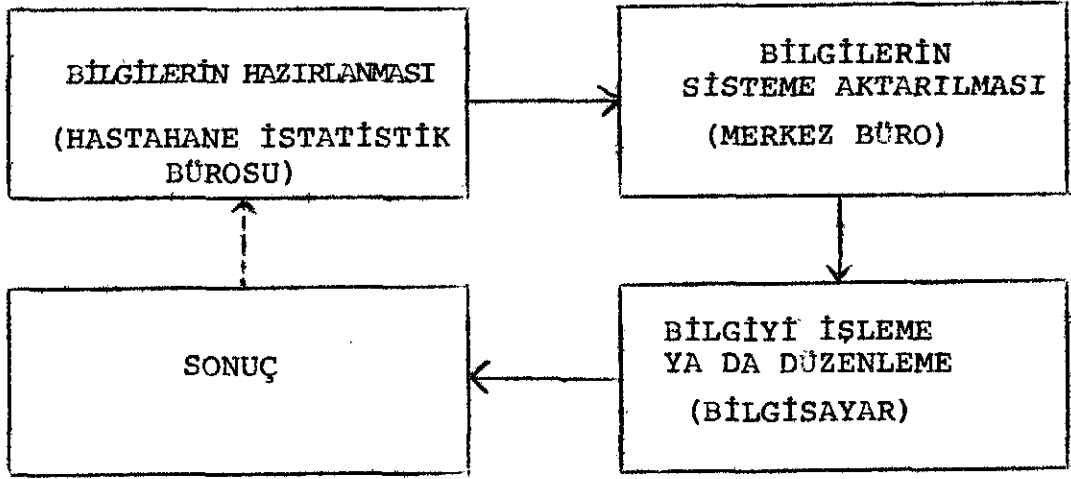 BİLGİLERİN HAZIRLANMASI
(HASTAHANE İSTATİSTİK
BÜROSU)
BİLGİLERİN
SİSTEME AKTARILMASI
(MERKEZ BÜRO)
BİLGİYİ İŞLEME
YA DA DÜZENLEME
(BİLGİSAYAR)
SONUÇ